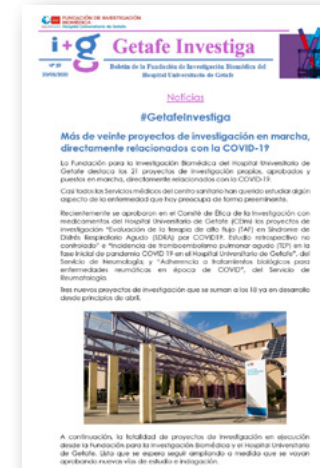 FUNDACIÓN DE INVESTIGACIÓN
BIOMÉDICA
Hospital Universitario de Getafe
i+g
Getafe Investiga
Boletín de la Fundación de Investigación Biomédica del
Hospital Universitario de Getafe
Noticias
#GetafeInvestiga
Más de veinte proyectos de investigación en marcha,
directamente relacionados con la COVID-19
La Fundación para la Investigación Biomédica del Hospital Universitario de
Getafe destaca los 21 proyectos de investigación propios, aprobados y
puestos en marcha, directamente relacionados con la COVID-19.
Casi todos los Servicios médicos del centro sanitario han querido estudiar algún
aspecto de la enfermedad que hoy preocupa de forma preeminente.
Recientemente se aprobaron en el Comité de Ética de la Investigación con
medicamentos del Hospital Universitario de Getafe (CEIm) los proyectos de
investigación "Evaluación de la terapia de alto flujo (TAF) en Síndrome de
Distrés Respiratorio Agudo (SDRA) por COVID19. Estudio retrospectivo no
controlado" e "Incidencia de tromboembolismo pulmonar agudo (TEP) en la
fase inicial de pandemia COVID 19 en el Hospital Universitario de Getafe", del
Servicio de Neumología; y "Adherencia a tratamientos biológicos para
enfermedades reumáticas en época de COVID", del Servicio de
Reumatología.
Tres nuevos proyectos de investigación que se suman a los 18 ya en desarrollo
desde principios de abril.
A continuación, la totalidad de proyectos de investigación en ejecución
desde la Fundación para la Investigación Biomédica y el Hospital Universitario
de Getafe. Lista que se espera seguir ampliando a medida que se vayan
aprobando nuevas vías de estudio e indagación.